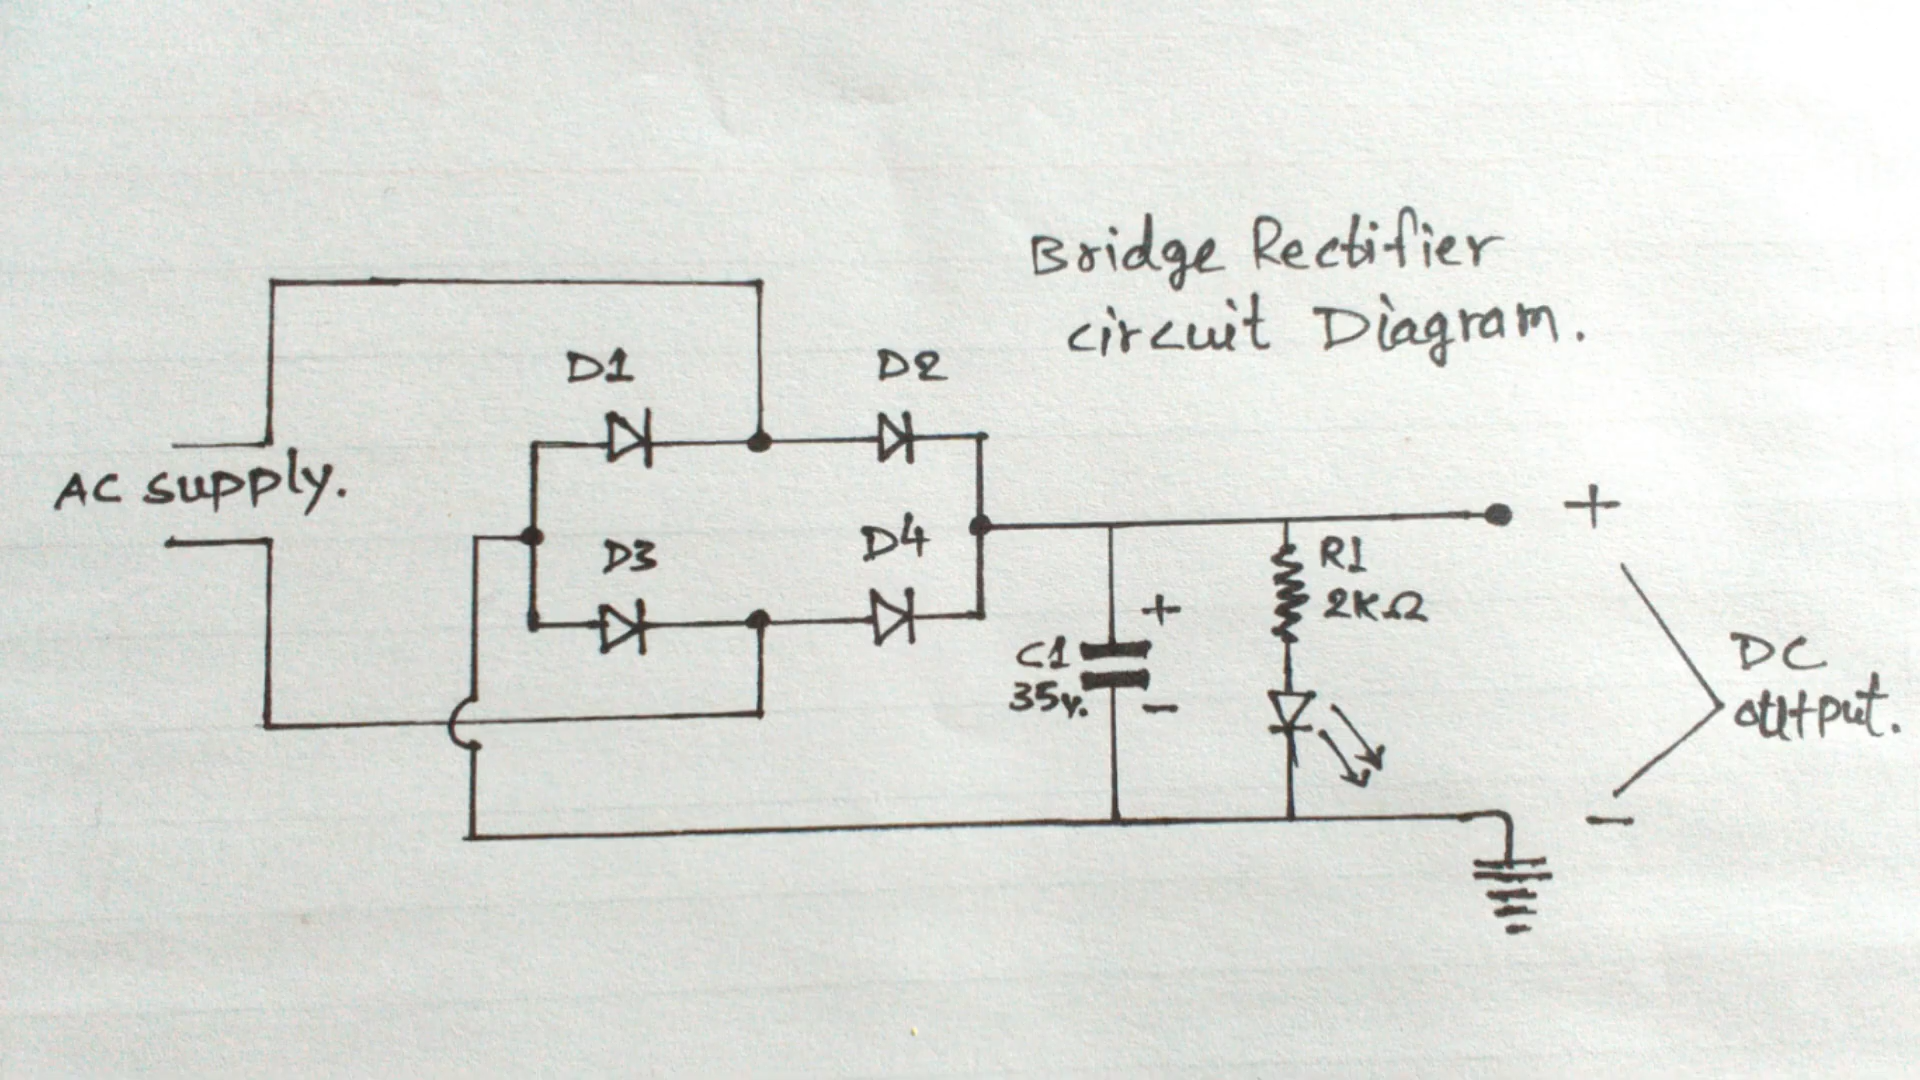 Bridge Rectifier
circuit Diagram.
D1
D2
AC supply.
D3
D4
+
R1
2KΩ
+
C1
35v.
-
DC
output.
-